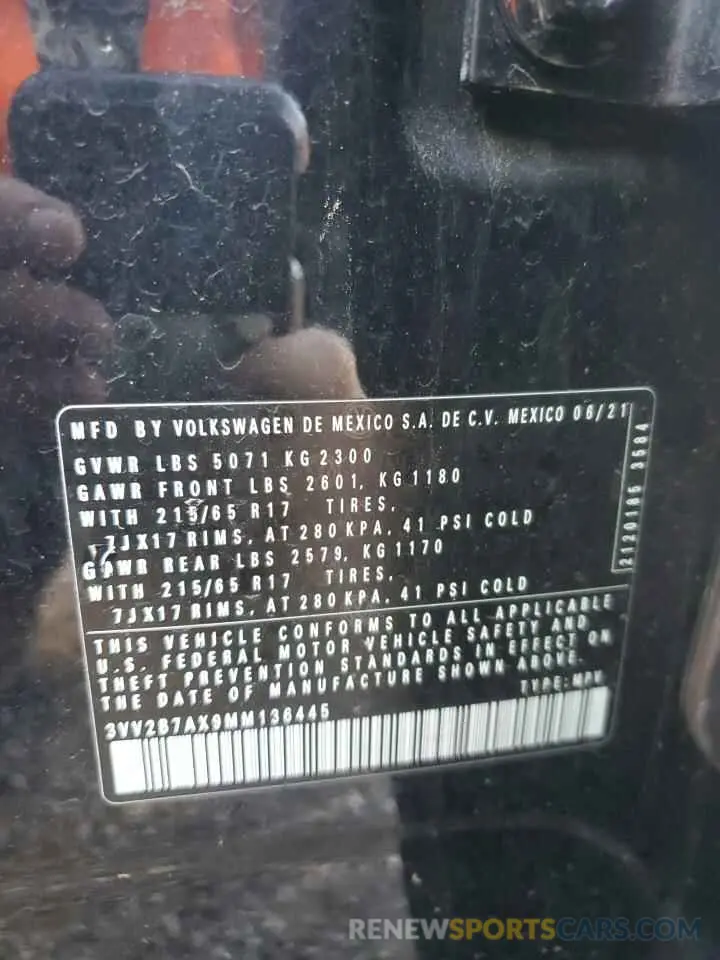 MFD BY VOLKSWAGEN DE MEXICO S.A. DE C.V. MEXICO 06/21
GVWR LBS 5071 KG 2300
GAWR FRONT LBS 2601, KG 1180
WITH 215/65 R17 TIRES,
7JX17 RIMS, AT 280 KPA, 41 PSI COLD
GAWR REAR LBS 2579, KG 1170
WITH 215/65 R17 TIRES,
7JX17 RIMS, AT 280 KPA, 41 PSI COLD
2120185 3584
THIS VEHICLE CONFORMS TO ALL APPLICABLE
U.S. FEDERAL MOTOR VEHICLE SAFETY AND
THEFT PREVENTION STANDARDS IN EFFECT ON
THE DATE OF MANUFACTURE SHOWN ABOVE.
TYPE: MPV
3VV2B7AX9MM136445
RENEWSPORTSCARS.COM